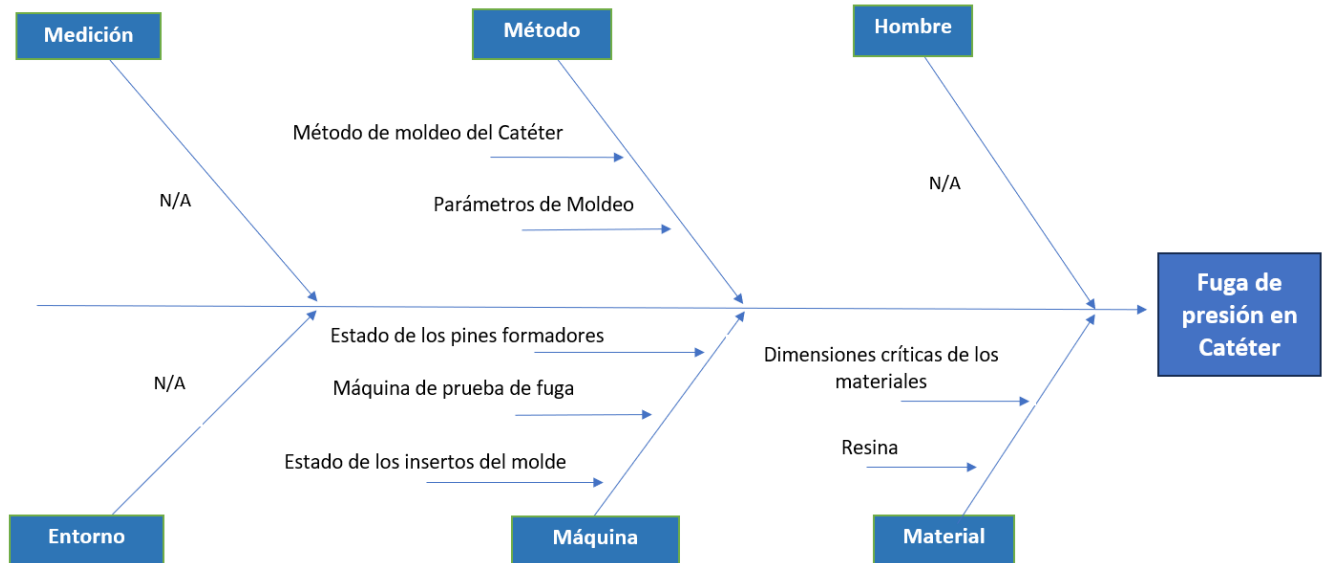 Medición
Método
Hombre
Método de moldeo del Catéter
N/A
N/A
Parámetros de Moldeo
Fuga de
presión en
Catéter
Estado de los pines formadores
Dimensiones críticas de los
materiales
N/A
Máquina de prueba de fuga
Resina
Estado de los insertos del molde
Entorno
Máquina
Material